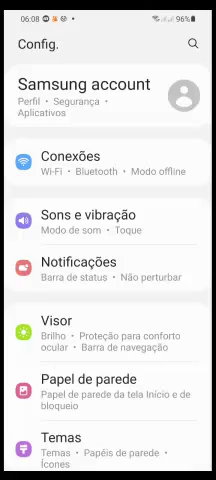 06:08 96%
Config.
Samsung account
Perfil • Segurança •
Aplicativos
Conexões
Wi-Fi • Bluetooth • Modo offline
Sons e vibração
Modo de som • Toque
Notificações
Barra de status • Não perturbar
Visor
Brilho • Proteção para conforto
ocular • Barra de navegação
Papel de parede
Papel de parede da tela Início e de
bloqueio
Temas
Temas • Papéis de parede •
Ícones